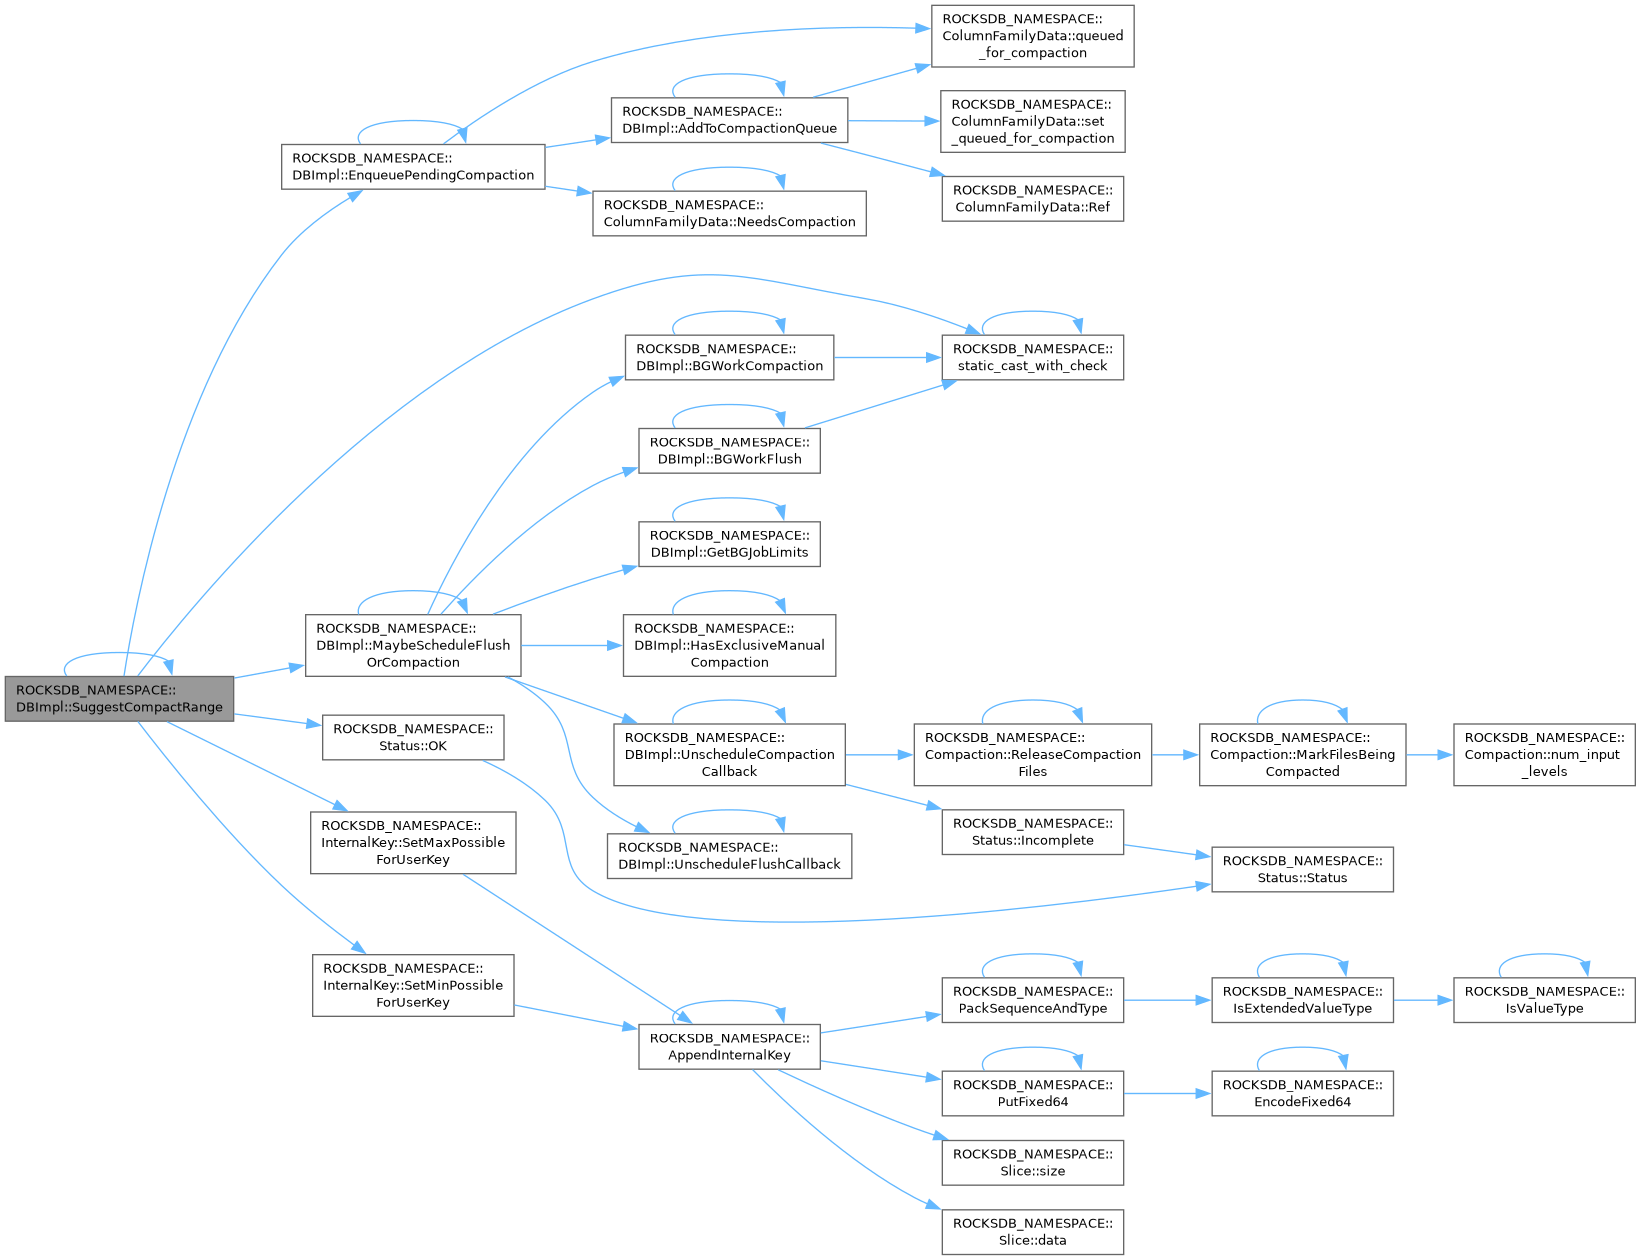 ROCKSDB_NAMESPACE::
DBImpl::SuggestCompactRange
ROCKSDB_NAMESPACE::
DBImpl::EnqueuePendingCompaction
ROCKSDB_NAMESPACE::
DBImpl::MaybeScheduleFlush
OrCompaction
ROCKSDB_NAMESPACE::
Status::OK
ROCKSDB_NAMESPACE::
InternalKey::SetMaxPossible
ForUserKey
ROCKSDB_NAMESPACE::
InternalKey::SetMinPossible
ForUserKey
ROCKSDB_NAMESPACE::
DBImpl::AddToCompactionQueue
ROCKSDB_NAMESPACE::
ColumnFamilyData::NeedsCompaction
ROCKSDB_NAMESPACE::
DBImpl::BGWorkCompaction
ROCKSDB_NAMESPACE::
DBImpl::BGWorkFlush
ROCKSDB_NAMESPACE::
DBImpl::GetBGJobLimits
ROCKSDB_NAMESPACE::
DBImpl::HasExclusiveManual
Compaction
ROCKSDB_NAMESPACE::
DBImpl::UnscheduleCompaction
Callback
ROCKSDB_NAMESPACE::
DBImpl::UnscheduleFlushCallback
ROCKSDB_NAMESPACE::
AppendInternalKey
ROCKSDB_NAMESPACE::
ColumnFamilyData::queued
_for_compaction
ROCKSDB_NAMESPACE::
ColumnFamilyData::set
_queued_for_compaction
ROCKSDB_NAMESPACE::
ColumnFamilyData::Ref
ROCKSDB_NAMESPACE::
static_cast_with_check
ROCKSDB_NAMESPACE::
Compaction::ReleaseCompaction
Files
ROCKSDB_NAMESPACE::
Status::Incomplete
ROCKSDB_NAMESPACE::
PackSequenceAndType
ROCKSDB_NAMESPACE::
PutFixed64
ROCKSDB_NAMESPACE::
Slice::size
ROCKSDB_NAMESPACE::
Slice::data
ROCKSDB_NAMESPACE::
Compaction::MarkFilesBeing
Compacted
ROCKSDB_NAMESPACE::
Status::Status
ROCKSDB_NAMESPACE::
IsExtendedValueType
ROCKSDB_NAMESPACE::
EncodeFixed64
ROCKSDB_NAMESPACE::
Compaction::num_input
_levels
ROCKSDB_NAMESPACE::
IsValueType